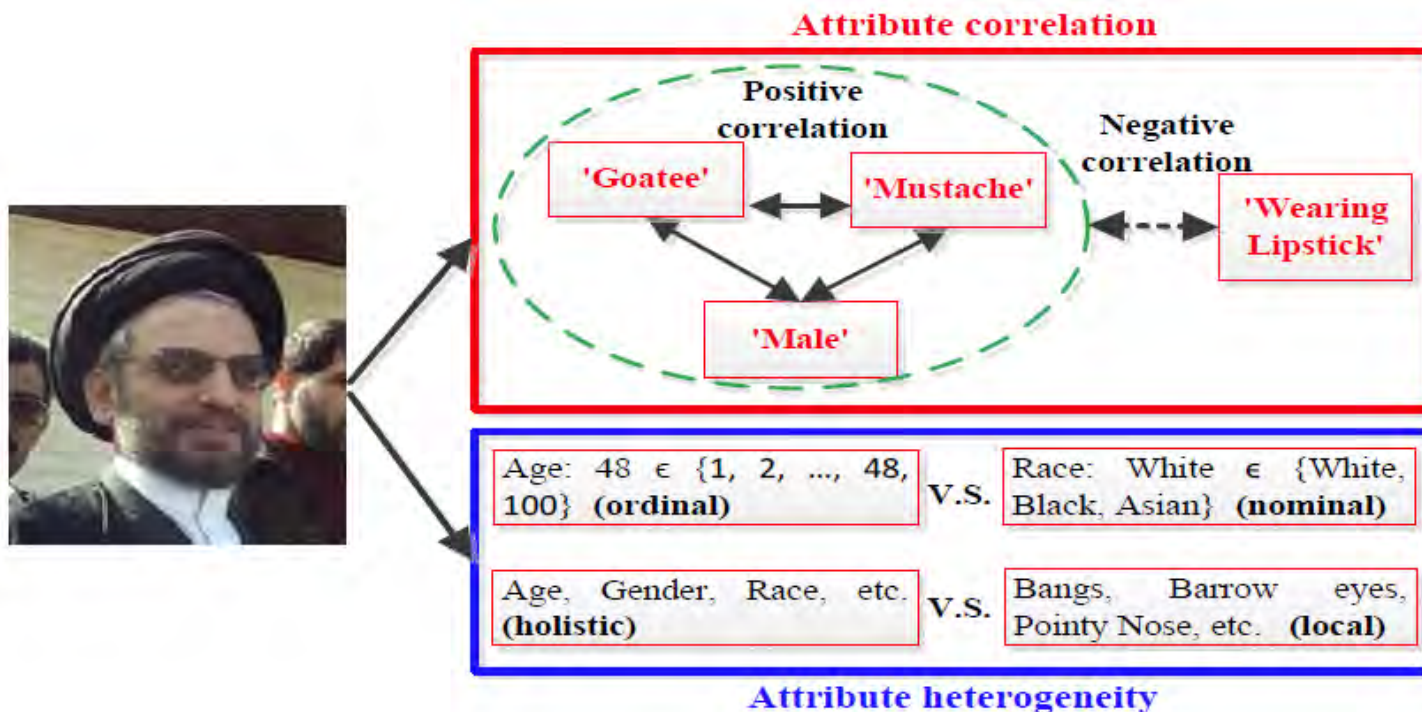 Attribute correlation
Positive
correlation
Negative
correlation
'Goatee'
'Mustache'
'Wearing
Lipstick'
'Male'
Age: 48 ϵ {1, 2, ..., 48,
100} (ordinal)
V.S.
Race: White ϵ {White,
Black, Asian} (nominal)
Age, Gender, Race, etc.
(holistic)
V.S.
Bangs, Barrow eyes,
Pointy Nose, etc. (local)
Attribute heterogeneity